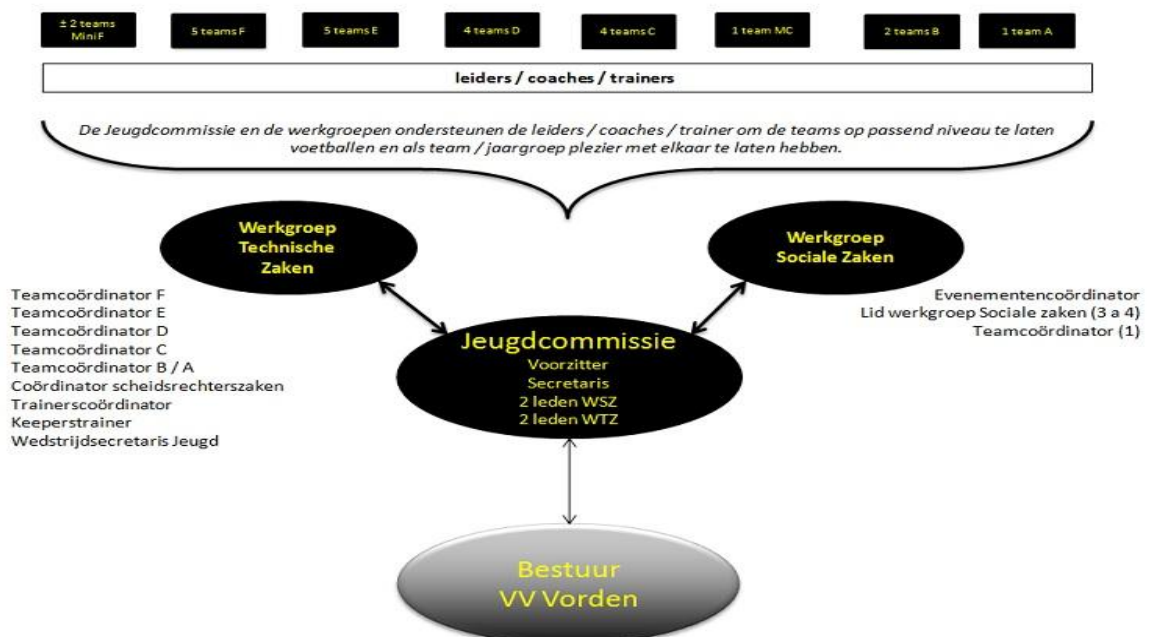 ± 2 teams
Mini F
5 teams F
5 teams E
4 teams D
4 teams C
1 team MC
2 teams B
1 team A
leiders / coaches / trainers
De Jeugdcommissie en de werkgroepen ondersteunen de leiders / coaches / trainer om de teams op passend niveau te laten
voetballen en als team / jaargroep plezier met elkaar te laten hebben.
Werkgroep
Technische
Zaken
Werkgroep
Sociale Zaken
Teamcoördinator F
Teamcoördinator E
Teamcoördinator D
Teamcoördinator C
Teamcoördinator B / A
Coördinator scheidsrechterszaken
Trainerscoördinator
Keeperstrainer
Wedstrijdsecretaris Jeugd
Evenementencoördinator
Lid werkgroep Sociale zaken (3 a 4)
Teamcoördinator (1)
Jeugdcommissie
Voorzitter
Secretaris
2 leden WSZ
2 leden WTZ
Bestuur
VV Vorden